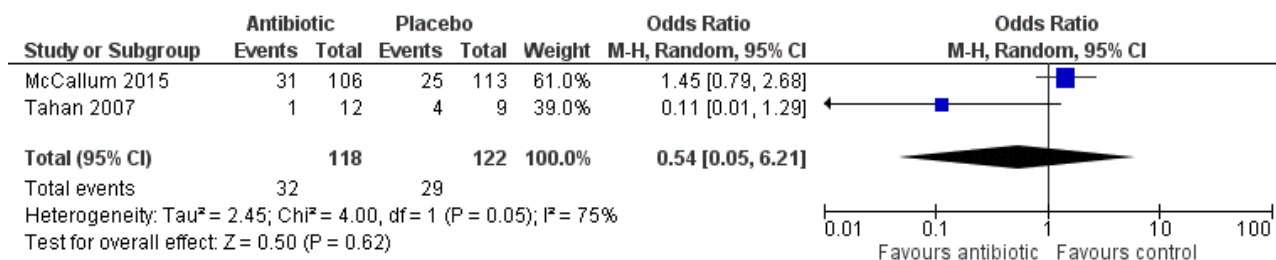 Antibiotic Placebo Odds Ratio Odds Ratio
Study or Subgroup Events Total Events Total Weight M-H, Random, 95% CI M-H, Random, 95% CI
McCallum 2015 31 106 25 113 61.0% 1.45 [0.79, 2.68]
Tahan 2007 1 12 4 9 39.0% 0.11 [0.01, 1.29]
Total (95% CI) 118 122 100.0% 0.54 [0.05, 6.21]
Total events 32 29
Heterogeneity: Tau² = 2.45; Chi² = 4.00, df = 1 (P = 0.05); I² = 75%
Test for overall effect: Z = 0.50 (P = 0.62)
0.01 0.1 1 10 100
Favours antibiotic Favours control